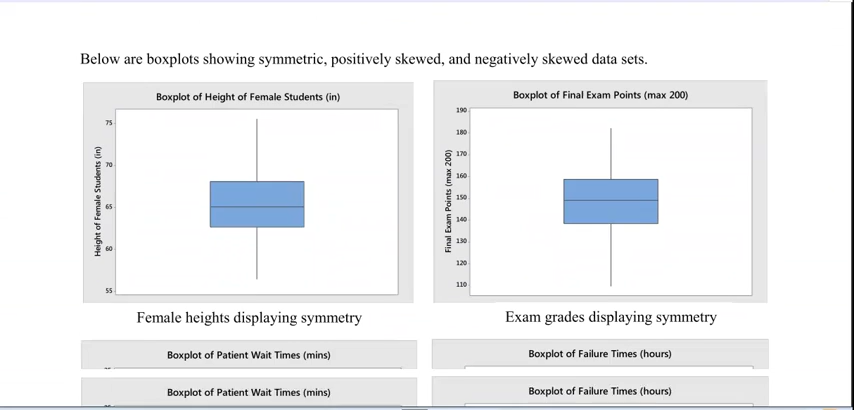 Below are boxplots showing symmetric, positively skewed, and negatively skewed data sets.
Boxplot of Height of Female Students (in)
75
70
65
60
55
Height of Female Students (in)
Female heights displaying symmetry
Boxplot of Final Exam Points (max 200)
190
180
170
160
150
140
130
120
110
Final Exam Points (max 200)
Exam grades displaying symmetry
Boxplot of Patient Wait Times (mins)
Boxplot of Failure Times (hours)
Boxplot of Patient Wait Times (mins)
Boxplot of Failure Times (hours)